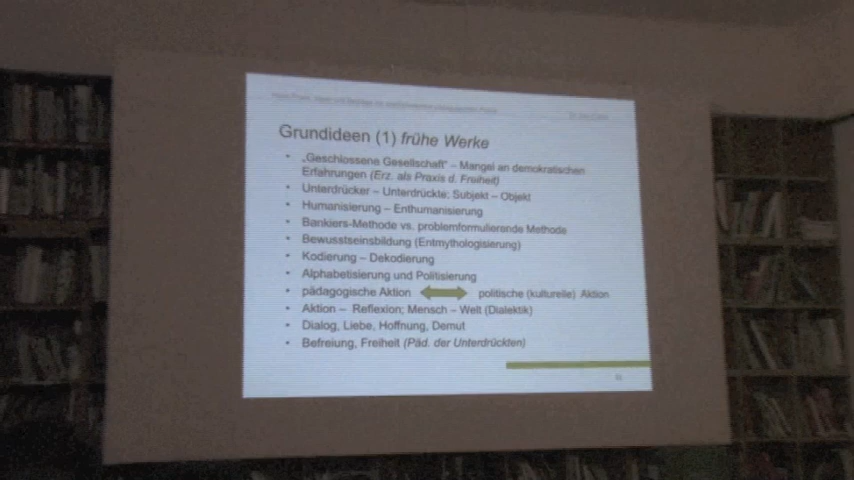 Grundideen (1) frühe Werke
• „Geschlossene Gesellschaft“ – Mangel an demokratischen
Erfahrungen (Erz. als Praxis d. Freiheit)
• Unterdrücker – Unterdrückte; Subjekt – Objekt
• Humanisierung – Enthumanisierung
• Bankiers-Methode vs. problemformulierende Methode
• Bewusstseinsbildung (Entmythologisierung)
• Kodierung – Dekodierung
• Alphabetisierung und Politisierung
• pädagogische Aktion politische (kulturelle) Aktion
• Aktion – Reflexion; Mensch – Welt (Dialektik)
• Dialog, Liebe, Hoffnung, Demut
• Befreiung, Freiheit (Päd. der Unterdrückten)